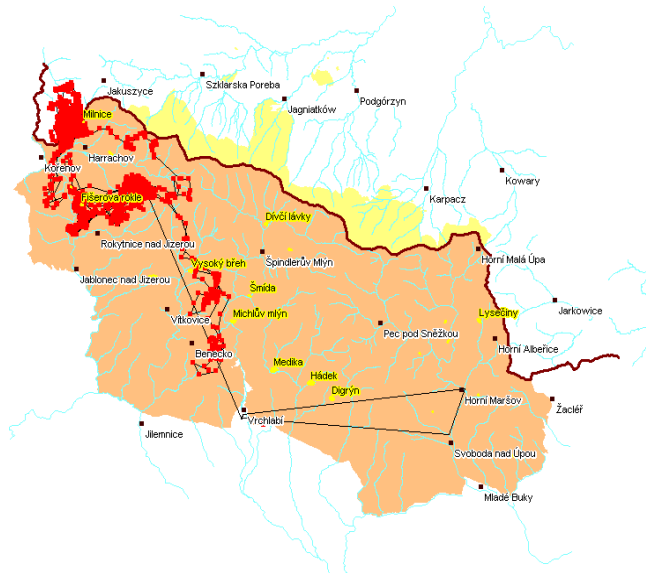 Szklarska Poreba
Jakuszyce
Podgórzyn
Jagniatków
Milnice
Harrachov
Kořenov
Kowary
Karpacz
Fišerova rokle
Dívčí lávky
Rokytnice nad Jizerou
Horní Malá Úpa
Špindlerův Mlýn
Vysoký břeh
Jablonec nad Jizerou
Šmída
Jarkowice
Lysečiny
Michlův mlýn
Vítkovice
Pec pod Sněžkou
Horní Albeřice
Benecko
Medika
Hádek
Digrýn
Horní Maršov
Žacléř
Vrchlabí
Jilemnice
Svoboda nad Úpou
Mladé Buky